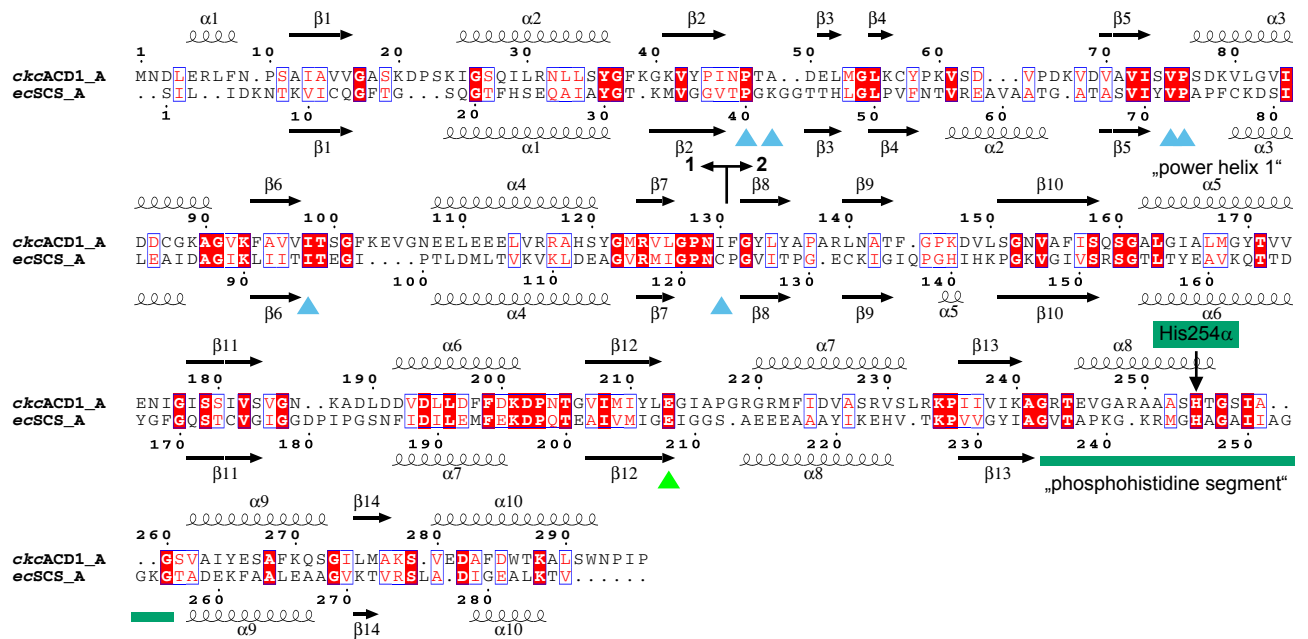 α1 β1 α2 β2 β3 β4 β5 α3
1 10 20 30 40 50 60 70 80
ckcACD1_A MNDLERLFN.PSAIAVVGASKDPSKIGSQILRNLLSYGFKGKVYPINPTA..DELMGLKCYPKVSD...VPDKVDVAVISVPSDKVLGVI
ecSCS_A ..SIL..IDKNTKVICQGFTG...SQGTFHSEQAIAYGT.KMVGGVTPGKGGTTHLGLPVFNTVREAVAATG.ATASVIYVPAPFCKDSI
1 10 20 30 40 50 60 70 80
β1 α1 β2 β3 β4 α2 β5 α3
1 2
„power helix 1“
β6 α4 β7 β8 β9 β10 α5
90 100 110 120 130 140 150 160 170
ckcACD1_A DDCGKAGVKFAVVITSGFKEVGNEELEEELVRRAHSYGMRVLGPNIFGYLYAPARLNATF.GPKDVLSGNVAFISQSGALGIALMGYTVV
ecSCS_A LEAIDAGIKLIITITEGI....PTLDMLTVKVKLDEAGVRMIGPNCPGVITPG.ECKIGIQPGHIHKPGKVGIVSRSGTLTYEAVKQTTD
90 100 110 120 130 140 150 160
β6 α4 β7 β8 β9 α5 β10 α6
His254α
β11 α6 β12 α7 β13 α8
180 190 200 210 220 230 240 250
ckcACD1_A ENIGISSIVSVGN..KADLDDVDLLDFFDKDPNTGVIMIYLEGIAPGRGRMFIDVASRVSLRKPIIVIKAGRTEVGARAAASHTGSIA..
ecSCS_A YGFGQSTCVGIGGDPIPGSNFIDILEMFEKDPQTEAIVMIGEIGGSAEEEAAAYIKEHVT.KPVVGYIAGVTAPKG.KRMGHAGAIIAG
170 180 190 200 210 220 230 240 250
β11 α7 β12 α8 β13
„phosphohistidine segment“
α9 β14 α10
260 270 280 290
ckcACD1_A ..GSVAIYESAFKQSGILMAKS.VEDAFDWTKALSWNPIP
ecSCS_A GKGTADEKFAALEAAGVKTVRSLA.DIGEALKTV......
260 270 280
α9 β14 α10